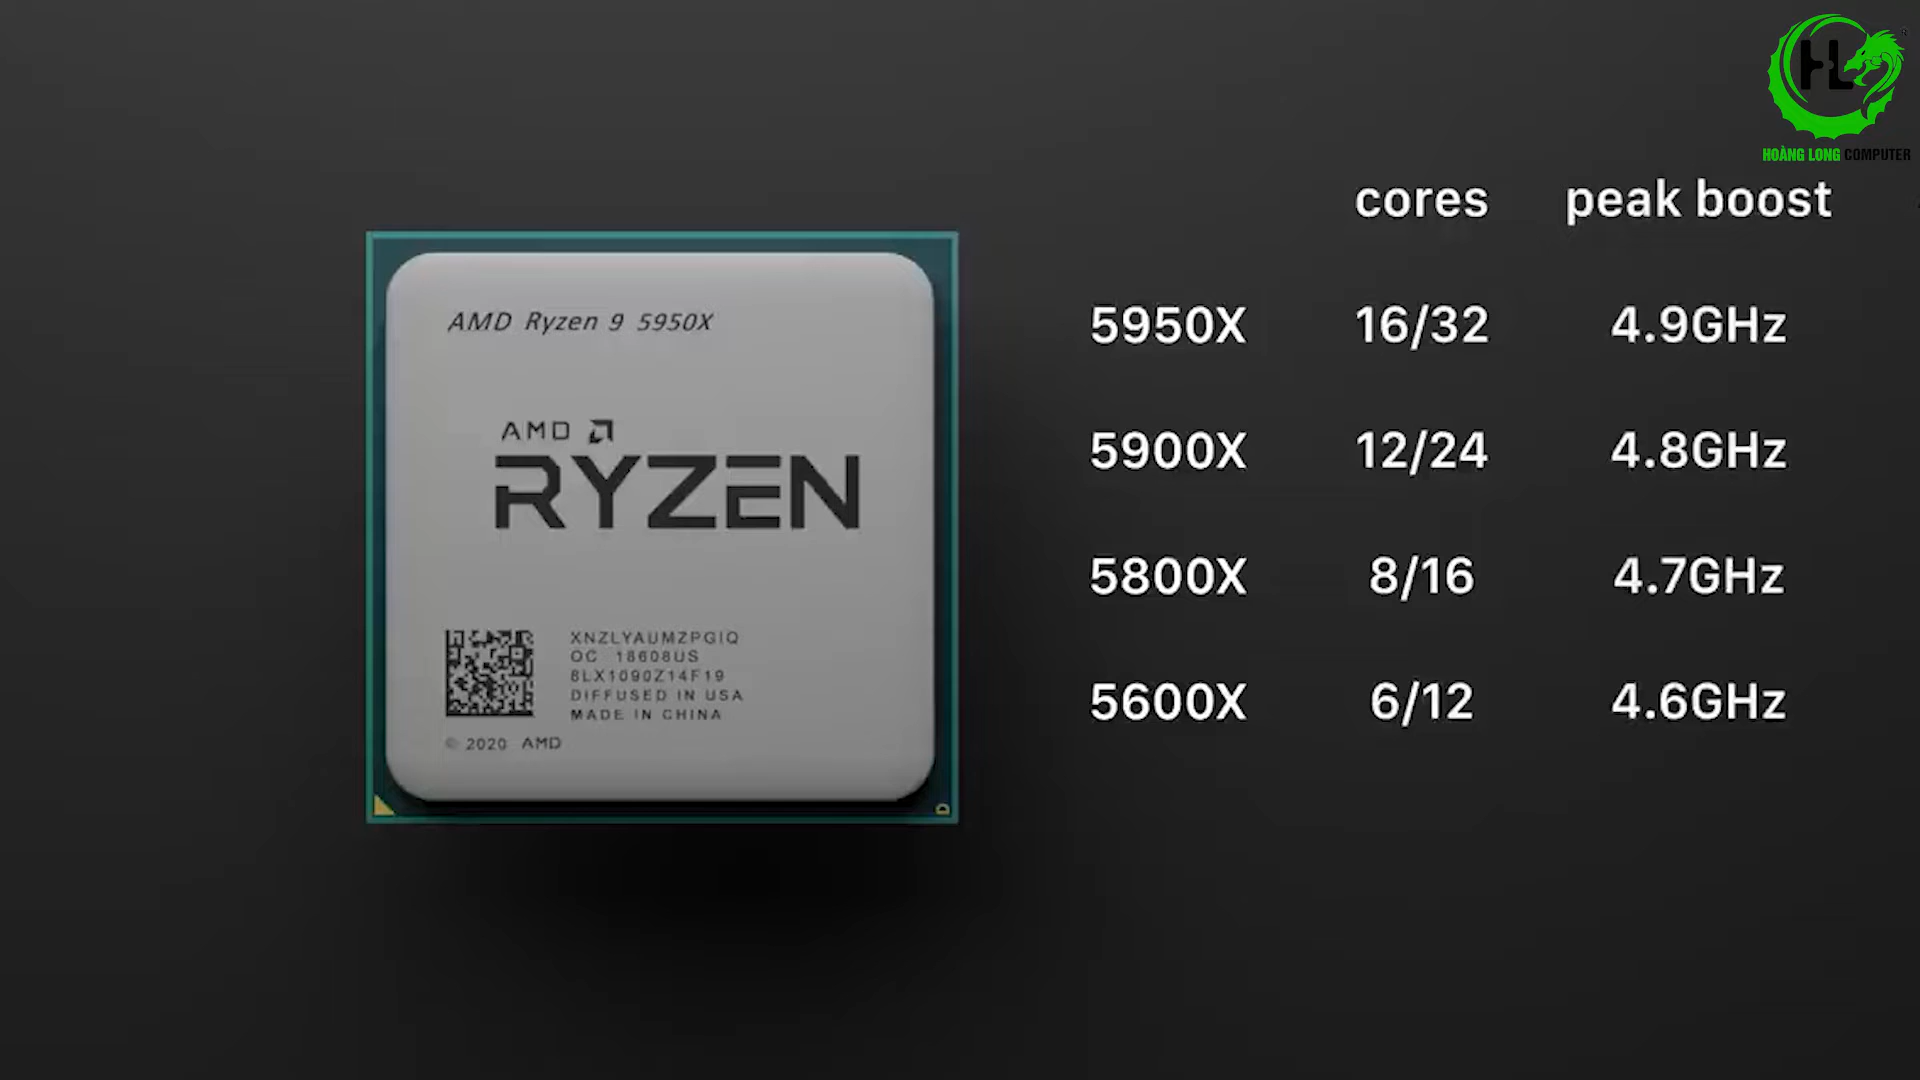 HL
HOÀNG LONG COMPUTER
cores peak boost
AMD Ryzen 9 5950X
AMD
RYZEN
XNZLYAUMZPGIQ
OC 18608US
8LX1090Z14F19
DIFFUSED IN USA
MADE IN CHINA
© 2020 AMD
5950X 16/32 4.9GHz
5900X 12/24 4.8GHz
5800X 8/16 4.7GHz
5600X 6/12 4.6GHz